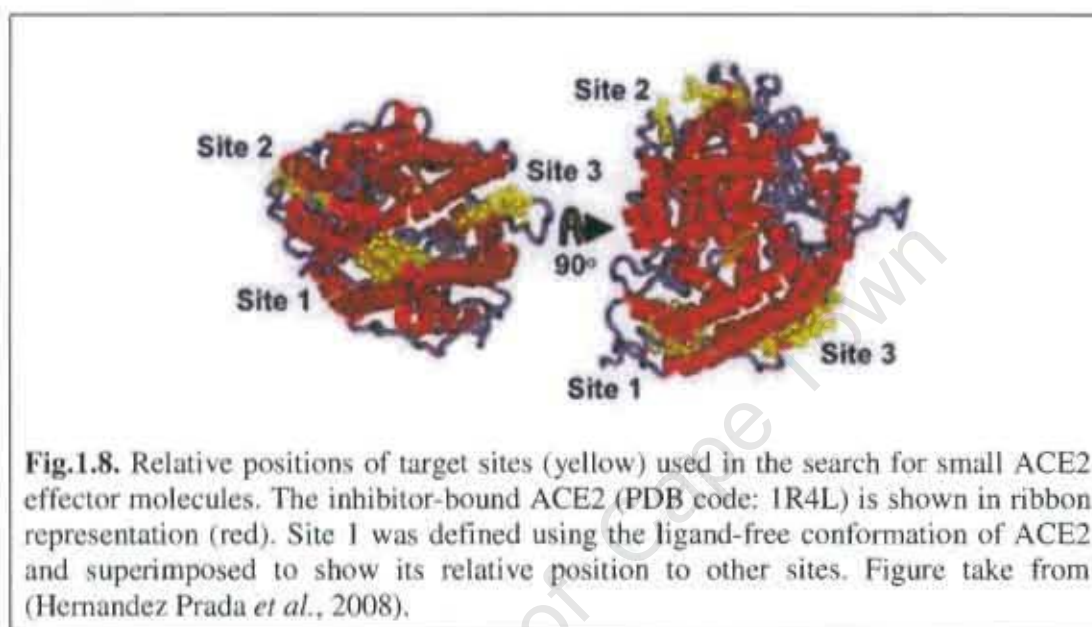 Site 2
Site 2
Site 3
90°
Site 1
Site 3
Site 1
Fig.1.8. Relative positions of target sites (yellow) used in the search for small ACE2
effector molecules. The inhibitor-bound ACE2 (PDB code: 1R4L) is shown in ribbon
representation (red). Site 1 was defined using the ligand-free conformation of ACE2
and superimposed to show its relative position to other sites. Figure take from
(Hernandez Prada et al., 2008).
of Cape Town